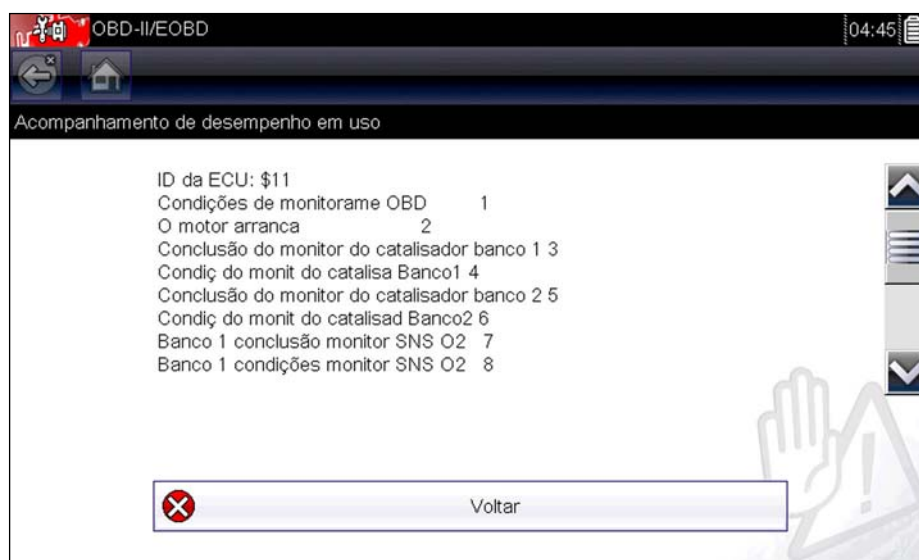 OBD-II/EOBD 04:45
Acompanhamento de desempenho em uso
ID da ECU: $11
Condições de monitorame OBD 1
O motor arranca 2
Conclusão do monitor do catalisador banco 1 3
Condiç do monit do catalisa Banco1 4
Conclusão do monitor do catalisador banco 2 5
Condiç do monit do catalisad Banco2 6
Banco 1 conclusão monitor SNS O2 7
Banco 1 condições monitor SNS O2 8
Voltar